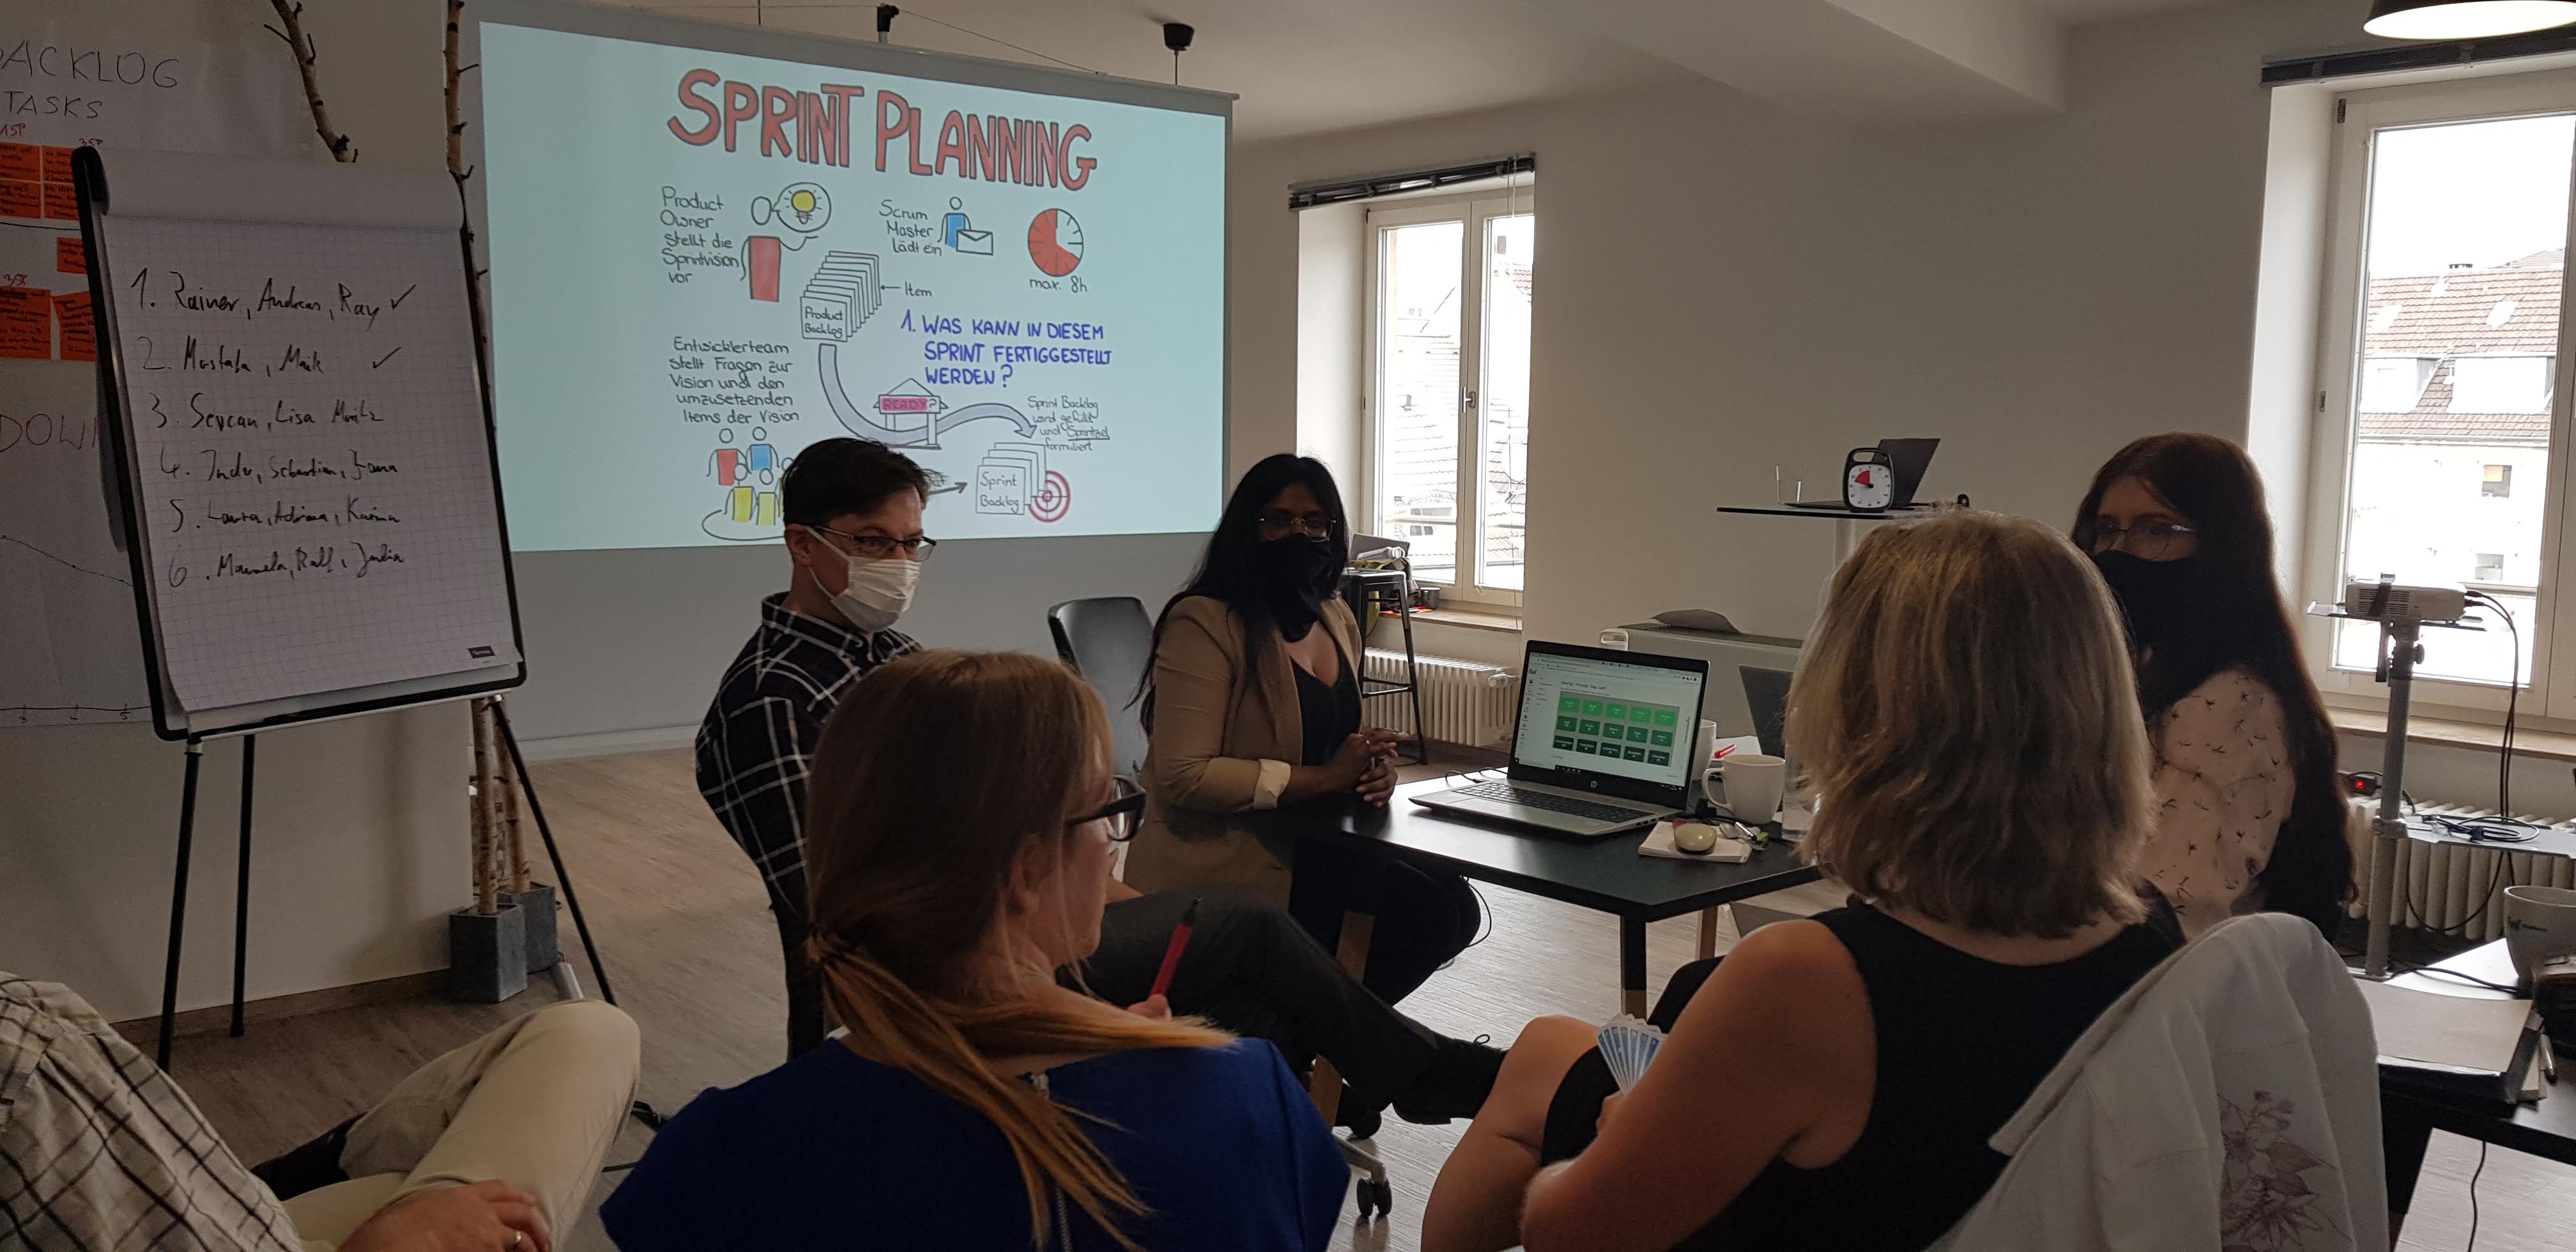 BACKLOG
TASKS
35P
1. Rainer, Andreas, Ray ✓
2. Mostafa, Maik ✓
3. Sevcan, Lisa Moritz
4. Sebastian,
5. Laura, Adriana, Karina
6. Manuela, Ralf, Julia
SPRINT PLANNING
Product
Owner
stellt die
Sprintvision
vor
Scrum
Master
lädt ein
max. 8h
Item
Product
Backlog
1. WAS KANN IN DIESEM
SPRINT FERTIGGESTELLT
WERDEN?
Entwicklerteam
stellt Fragen zur
Vision und den
umzusetzenden
Items der Vision
READY?
Sprint Backlog
wird gefüllt
und Sprintziel
formuliert
Sprint
Backlog